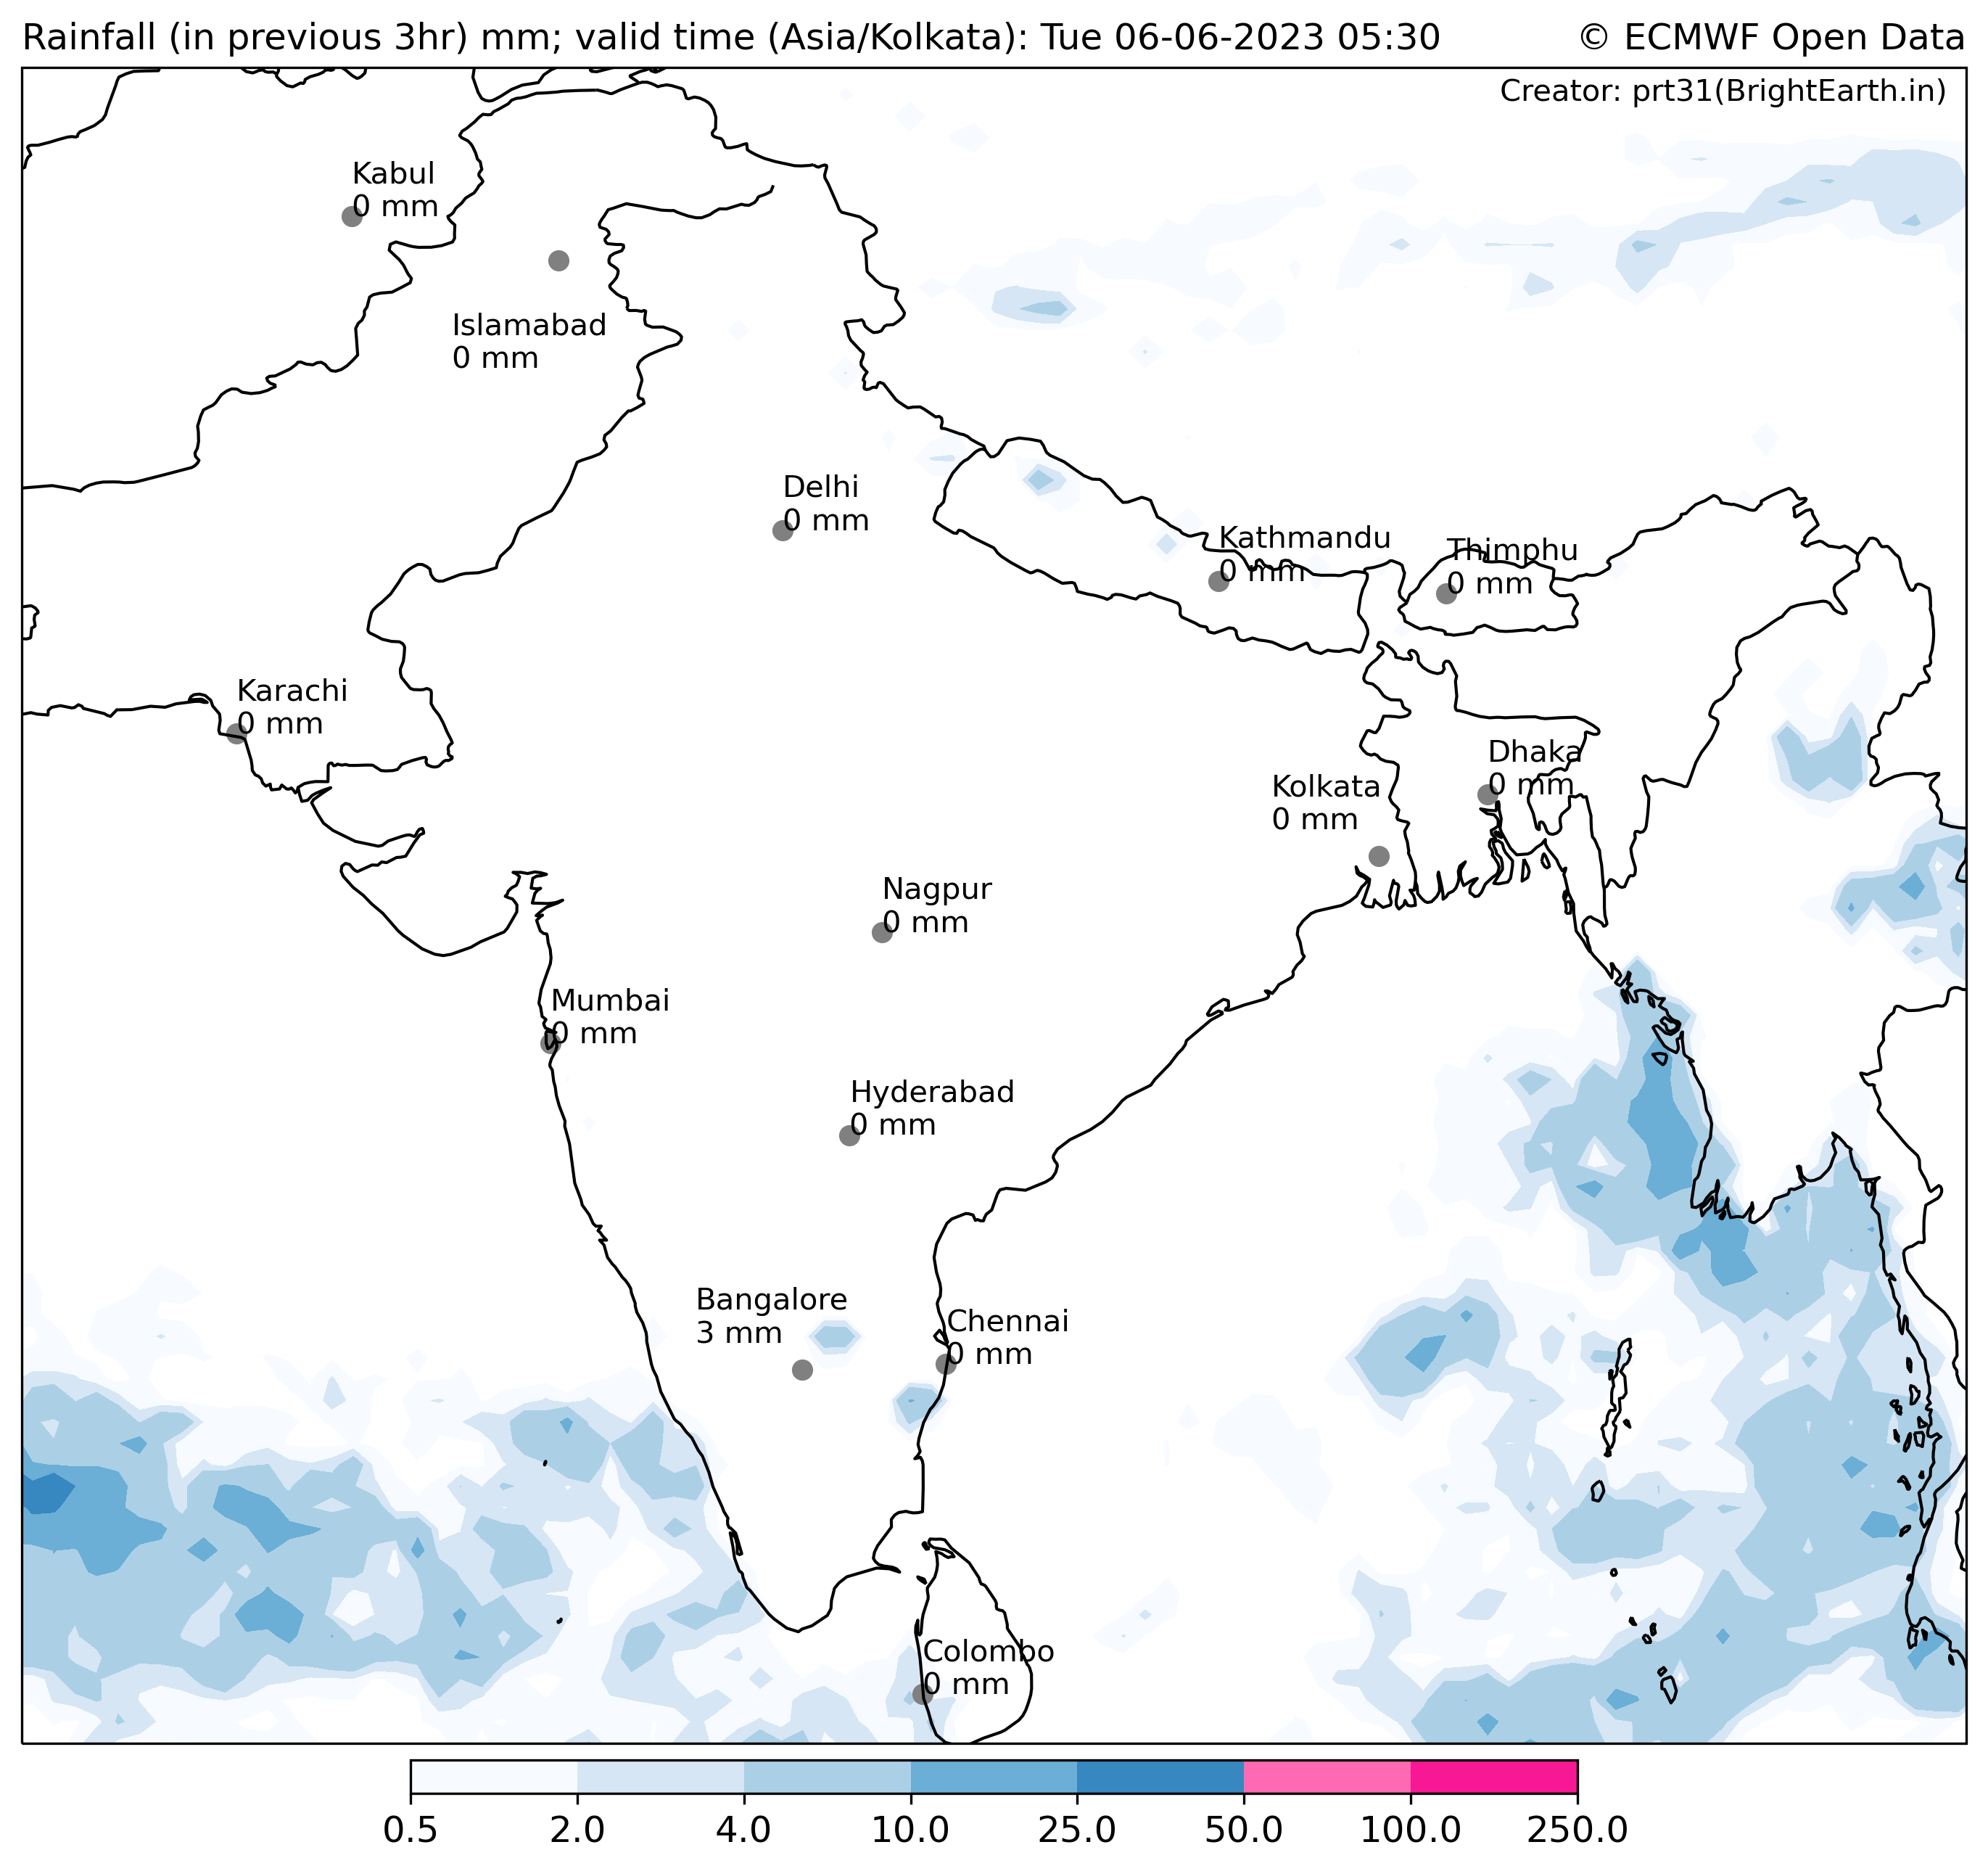 Rainfall (in previous 3hr) mm; valid time (Asia/Kolkata): Tue 06-06-2023 05:30
© ECMWF Open Data
Creator: prt31(BrightEarth.in)
Kabul
0 mm
Islamabad
0 mm
Delhi
0 mm
Kathmandu
0 mm
Thimphu
0 mm
Karachi
0 mm
Dhaka
0 mm
Kolkata
0 mm
Nagpur
0 mm
Mumbai
0 mm
Hyderabad
0 mm
Bangalore
3 mm
Chennai
0 mm
Colombo
0 mm
0.5 2.0 4.0 10.0 25.0 50.0 100.0 250.0